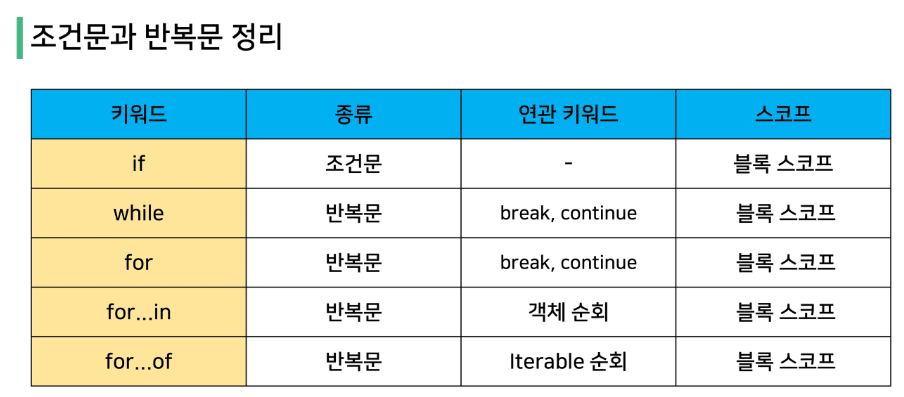 조건문과 반복문 정리
키워드 종류 연관 키워드 스코프
if 조건문 - 블록 스코프
while 반복문 break, continue 블록 스코프
for 반복문 break, continue 블록 스코프
for...in 반복문 객체 순회 블록 스코프
for...of 반복문 Iterable 순회 블록 스코프